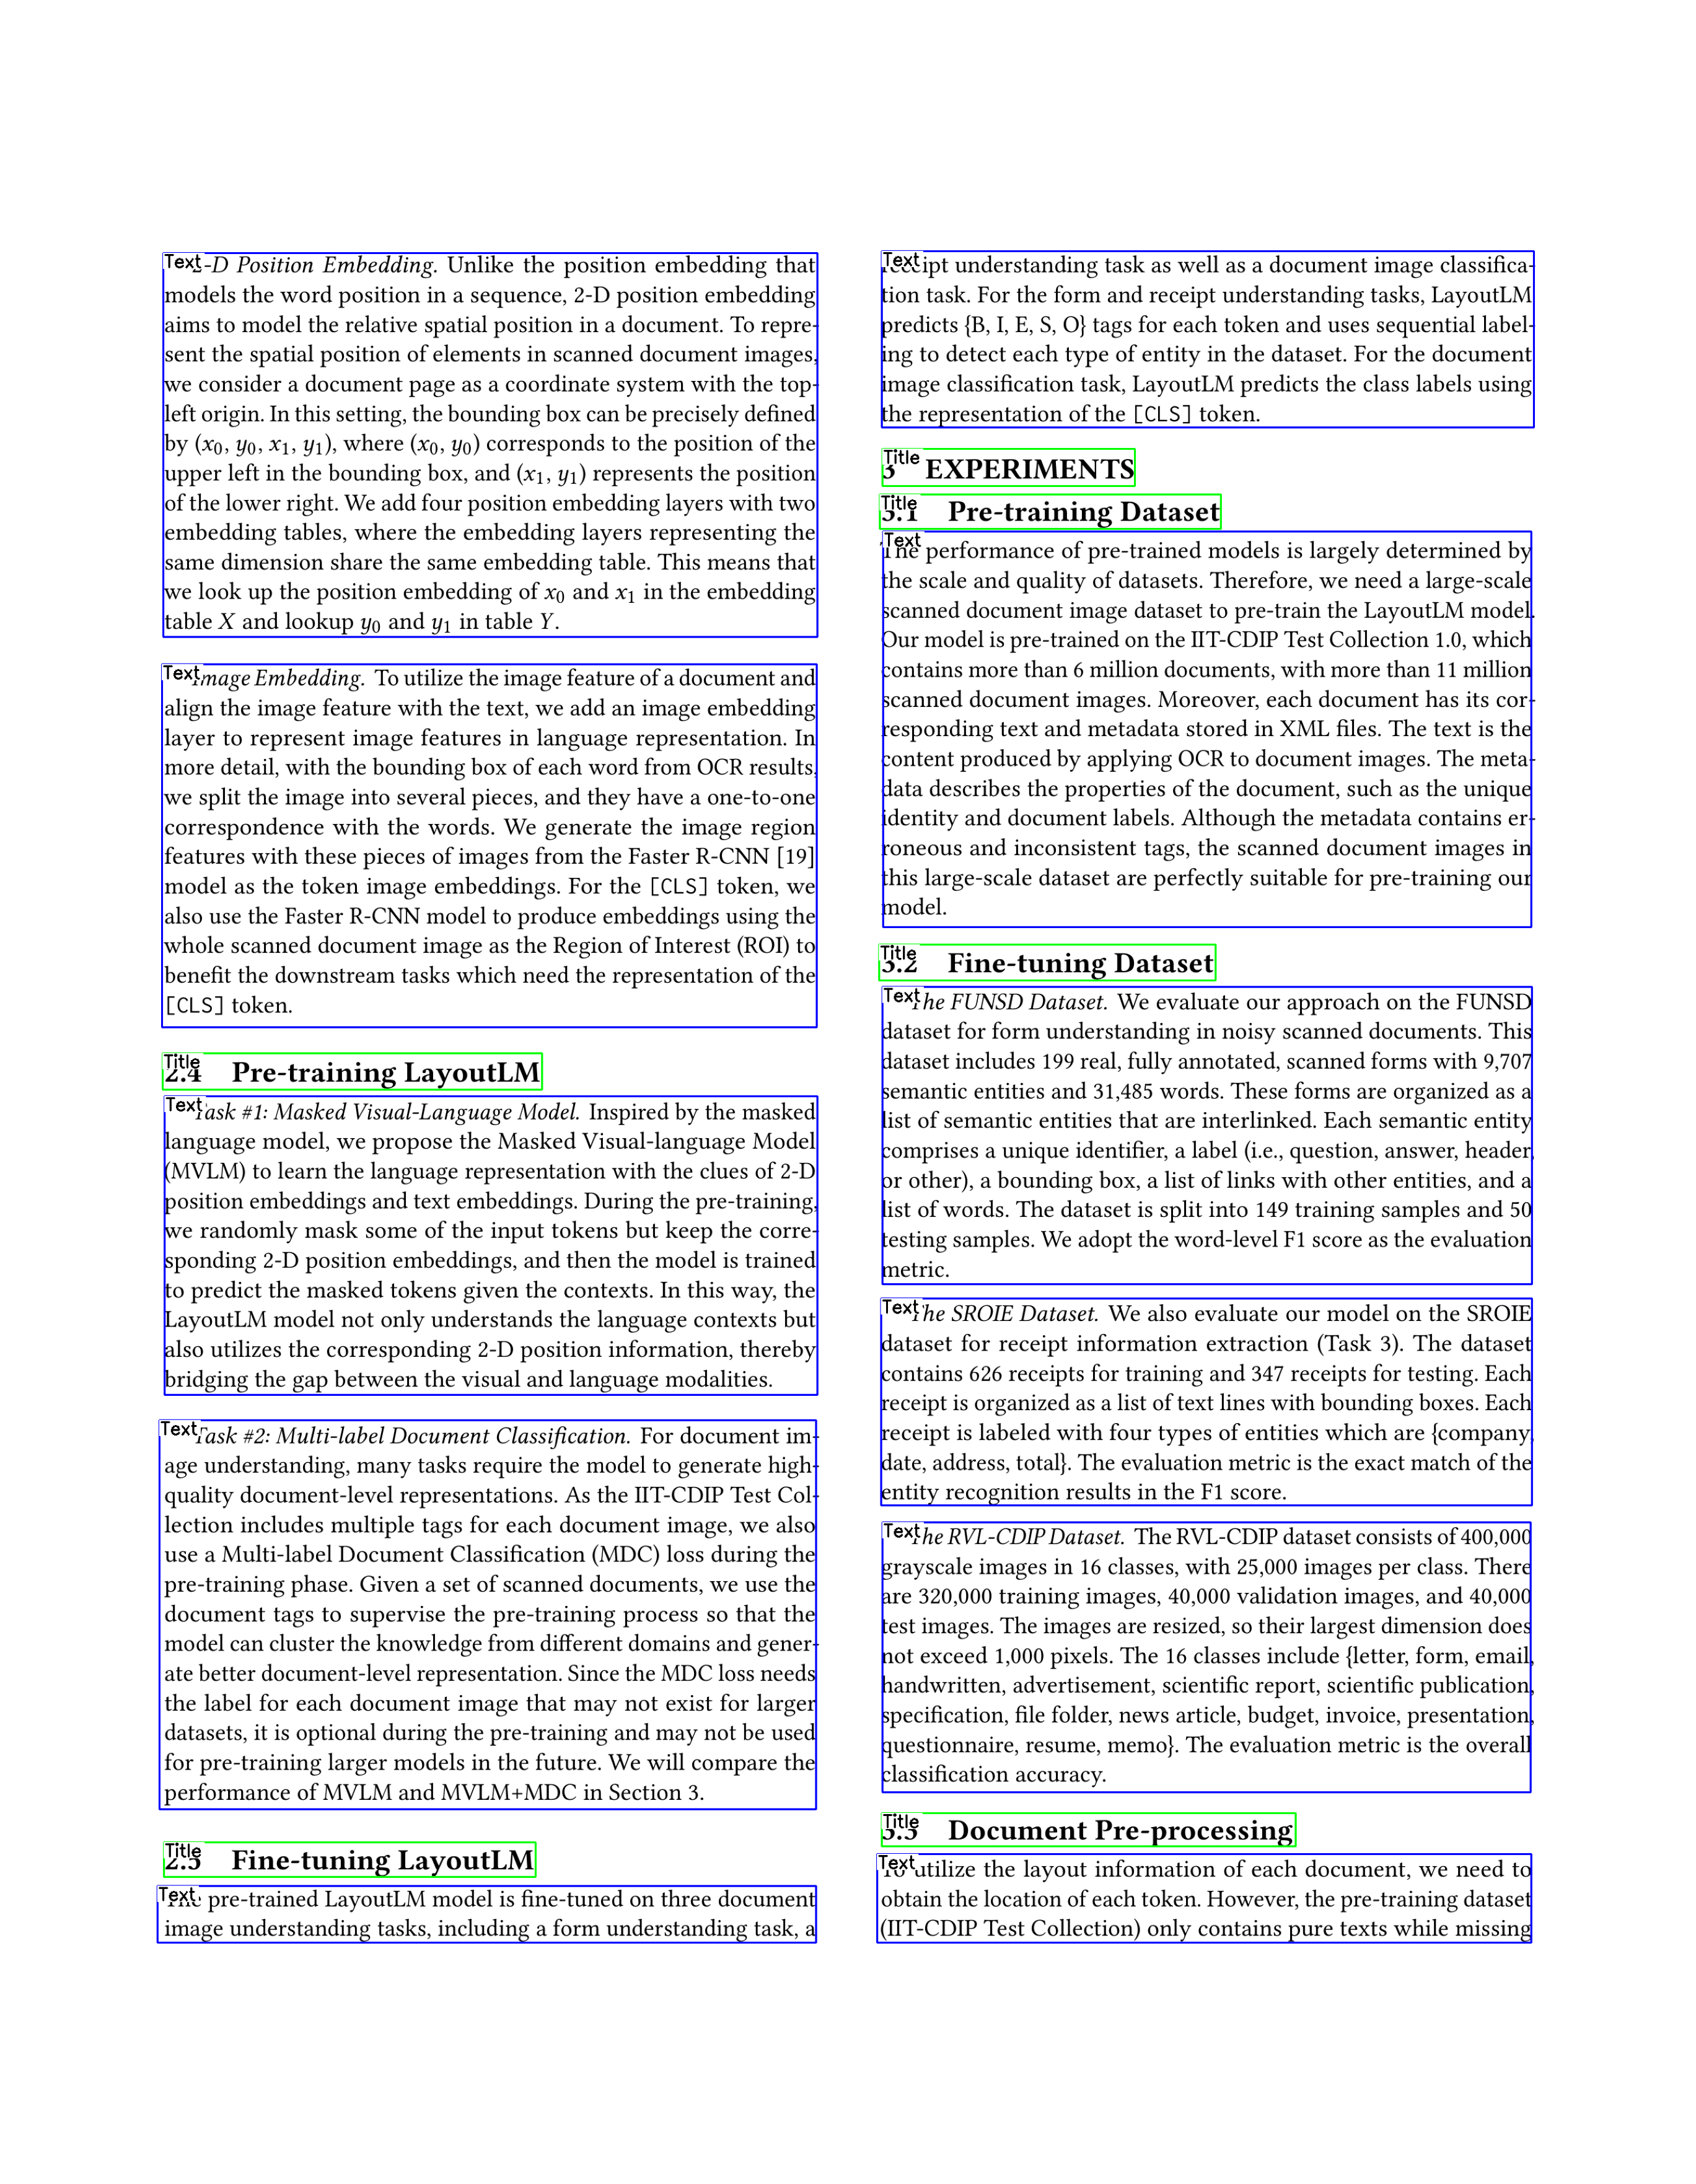 Text
-D Position Embedding. Unlike the position embedding that
models the word position in a sequence, 2-D position embedding
aims to model the relative spatial position in a document. To repre-
sent the spatial position of elements in scanned document images,
we consider a document page as a coordinate system with the top-
left origin. In this setting, the bounding box can be precisely defined
by (x0, y0, x1, y1), where (x0, y0) corresponds to the position of the
upper left in the bounding box, and (x1, y1) represents the position
of the lower right. We add four position embedding layers with two
embedding tables, where the embedding layers representing the
same dimension share the same embedding table. This means that
we look up the position embedding of x0 and x1 in the embedding
table X and lookup y0 and y1 in table Y.
Text
Image Embedding. To utilize the image feature of a document and
align the image feature with the text, we add an image embedding
layer to represent image features in language representation. In
more detail, with the bounding box of each word from OCR results,
we split the image into several pieces, and they have a one-to-one
correspondence with the words. We generate the image region
features with these pieces of images from the Faster R-CNN [19]
model as the token image embeddings. For the [CLS] token, we
also use the Faster R-CNN model to produce embeddings using the
whole scanned document image as the Region of Interest (ROI) to
benefit the downstream tasks which need the representation of the
[CLS] token.
Title
2.4 Pre-training LayoutLM
Text
Task #1: Masked Visual-Language Model. Inspired by the masked
language model, we propose the Masked Visual-language Model
(MVLM) to learn the language representation with the clues of 2-D
position embeddings and text embeddings. During the pre-training,
we randomly mask some of the input tokens but keep the corre-
sponding 2-D position embeddings, and then the model is trained
to predict the masked tokens given the contexts. In this way, the
LayoutLM model not only understands the language contexts but
also utilizes the corresponding 2-D position information, thereby
bridging the gap between the visual and language modalities.
Text
Task #2: Multi-label Document Classification. For document im-
age understanding, many tasks require the model to generate high-
quality document-level representations. As the IIT-CDIP Test Col-
lection includes multiple tags for each document image, we also
use a Multi-label Document Classification (MDC) loss during the
pre-training phase. Given a set of scanned documents, we use the
document tags to supervise the pre-training process so that the
model can cluster the knowledge from different domains and gener-
ate better document-level representation. Since the MDC loss needs
the label for each document image that may not exist for larger
datasets, it is optional during the pre-training and may not be used
for pre-training larger models in the future. We will compare the
performance of MVLM and MVLM+MDC in Section 3.
Title
2.5 Fine-tuning LayoutLM
Text
The pre-trained LayoutLM model is fine-tuned on three document
image understanding tasks, including a form understanding task, a
Text
receipt understanding task as well as a document image classifica-
tion task. For the form and receipt understanding tasks, LayoutLM
predicts {B, I, E, S, O} tags for each token and uses sequential label-
ing to detect each type of entity in the dataset. For the document
image classification task, LayoutLM predicts the class labels using
the representation of the [CLS] token.
Title
3 EXPERIMENTS
Title
3.1 Pre-training Dataset
Text
The performance of pre-trained models is largely determined by
the scale and quality of datasets. Therefore, we need a large-scale
scanned document image dataset to pre-train the LayoutLM model.
Our model is pre-trained on the IIT-CDIP Test Collection 1.0, which
contains more than 6 million documents, with more than 11 million
scanned document images. Moreover, each document has its cor-
responding text and metadata stored in XML files. The text is the
content produced by applying OCR to document images. The meta-
data describes the properties of the document, such as the unique
identity and document labels. Although the metadata contains er-
roneous and inconsistent tags, the scanned document images in
this large-scale dataset are perfectly suitable for pre-training our
model.
Title
3.2 Fine-tuning Dataset
Text
The FUNSD Dataset. We evaluate our approach on the FUNSD
dataset for form understanding in noisy scanned documents. This
dataset includes 199 real, fully annotated, scanned forms with 9,707
semantic entities and 31,485 words. These forms are organized as a
list of semantic entities that are interlinked. Each semantic entity
comprises a unique identifier, a label (i.e., question, answer, header,
or other), a bounding box, a list of links with other entities, and a
list of words. The dataset is split into 149 training samples and 50
testing samples. We adopt the word-level F1 score as the evaluation
metric.
Text
The SROIE Dataset. We also evaluate our model on the SROIE
dataset for receipt information extraction (Task 3). The dataset
contains 626 receipts for training and 347 receipts for testing. Each
receipt is organized as a list of text lines with bounding boxes. Each
receipt is labeled with four types of entities which are {company,
date, address, total}. The evaluation metric is the exact match of the
entity recognition results in the F1 score.
Text
The RVL-CDIP Dataset. The RVL-CDIP dataset consists of 400,000
grayscale images in 16 classes, with 25,000 images per class. There
are 320,000 training images, 40,000 validation images, and 40,000
test images. The images are resized, so their largest dimension does
not exceed 1,000 pixels. The 16 classes include {letter, form, email,
handwritten, advertisement, scientific report, scientific publication,
specification, file folder, news article, budget, invoice, presentation,
questionnaire, resume, memo}. The evaluation metric is the overall
classification accuracy.
Title
3.3 Document Pre-processing
Text
To utilize the layout information of each document, we need to
obtain the location of each token. However, the pre-training dataset
(IIT-CDIP Test Collection) only contains pure texts while missing